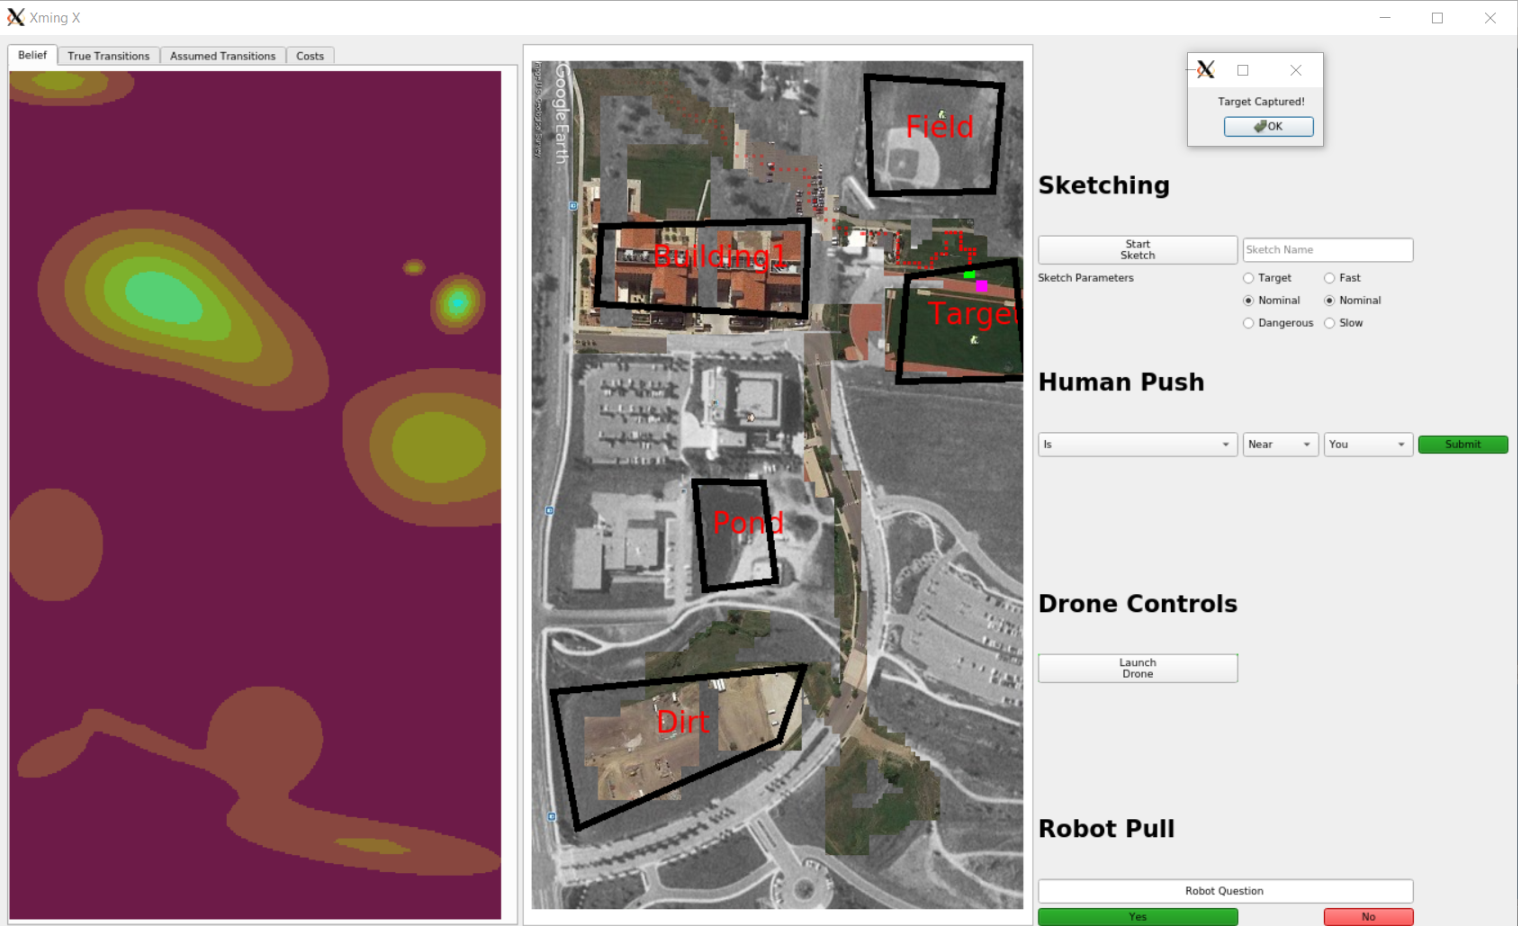 Xming X
Belief
True Transitions
Assumed Transitions
Costs
Google Earth
Field
Building1
Target
Pond
Dirt
Target Captured!
OK
Sketching
Start
Sketch
Sketch Name
Sketch Parameters
Target
Fast
Nominal
Nominal
Dangerous
Slow
Human Push
Is
Near
You
Submit
Drone Controls
Launch
Drone
Robot Pull
Robot Question
Yes
No